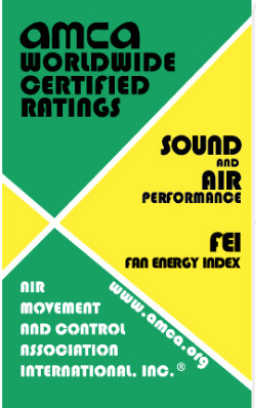 amca
WORLDWIDE
CERTIFIED
RATINGS
SOUND
AND
AIR
PERFORMANCE
FEI
FAN ENERGY INDEX
www.amca.org
AIR
MOVEMENT
AND CONTROL
ASSOCIATION
INTERNATIONAL, INC.®